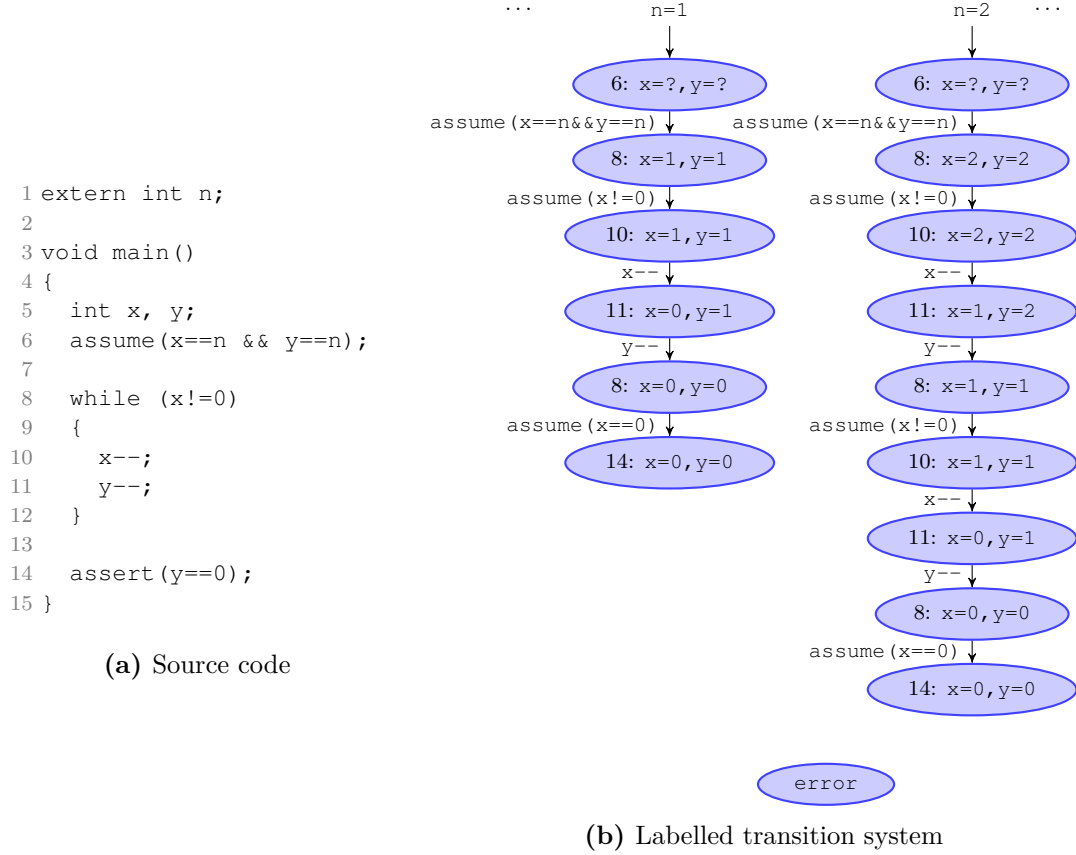 ··· n=1 n=2 ···
6: x=?,y=? 6: x=?,y=?
assume(x==n&&y==n) assume(x==n&&y==n)
8: x=1,y=1 8: x=2,y=2
assume(x!=0) assume(x!=0)
10: x=1,y=1 10: x=2,y=2
x-- x--
11: x=0,y=1 11: x=1,y=2
y-- y--
8: x=0,y=0 8: x=1,y=1
assume(x==0) assume(x!=0)
14: x=0,y=0 10: x=1,y=1
x--
11: x=0,y=1
y--
8: x=0,y=0
assume(x==0)
14: x=0,y=0
error
1 extern int n;
2
3 void main()
4 {
5   int x, y;
6   assume(x==n && y==n);
7
8   while (x!=0)
9   {
10     x--;
11     y--;
12   }
13
14   assert(y==0);
15 }
(a) Source code
(b) Labelled transition system